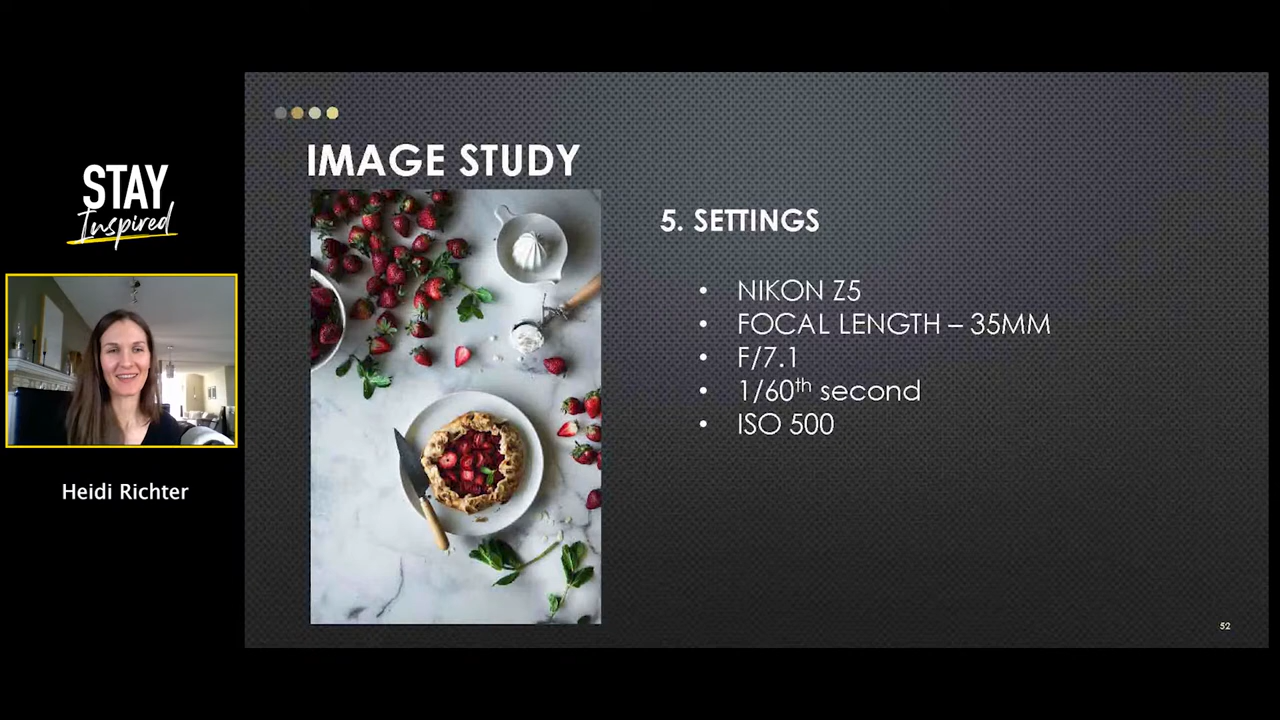 STAY
Inspired
Heidi Richter
IMAGE STUDY
5. SETTINGS
• NIKON Z5
• FOCAL LENGTH – 35MM
• F/7.1
• 1/60th second
• ISO 500
52